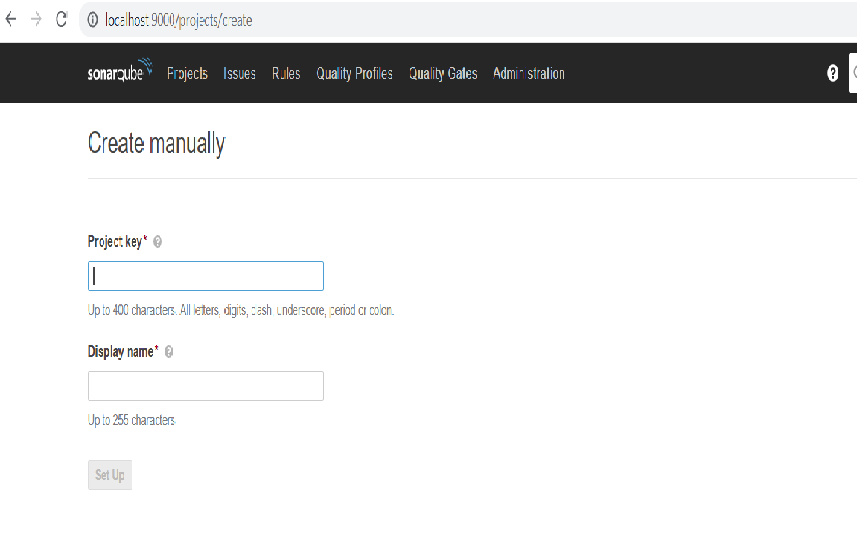 localhost:9000/projects/create
sonarqube Projects Issues Rules Quality Profiles Quality Gates Administration
Create manually
Project key*
Up to 400 characters. All letters, digits, dash, underscore, period or colon.
Display name*
Up to 255 characters
Set Up